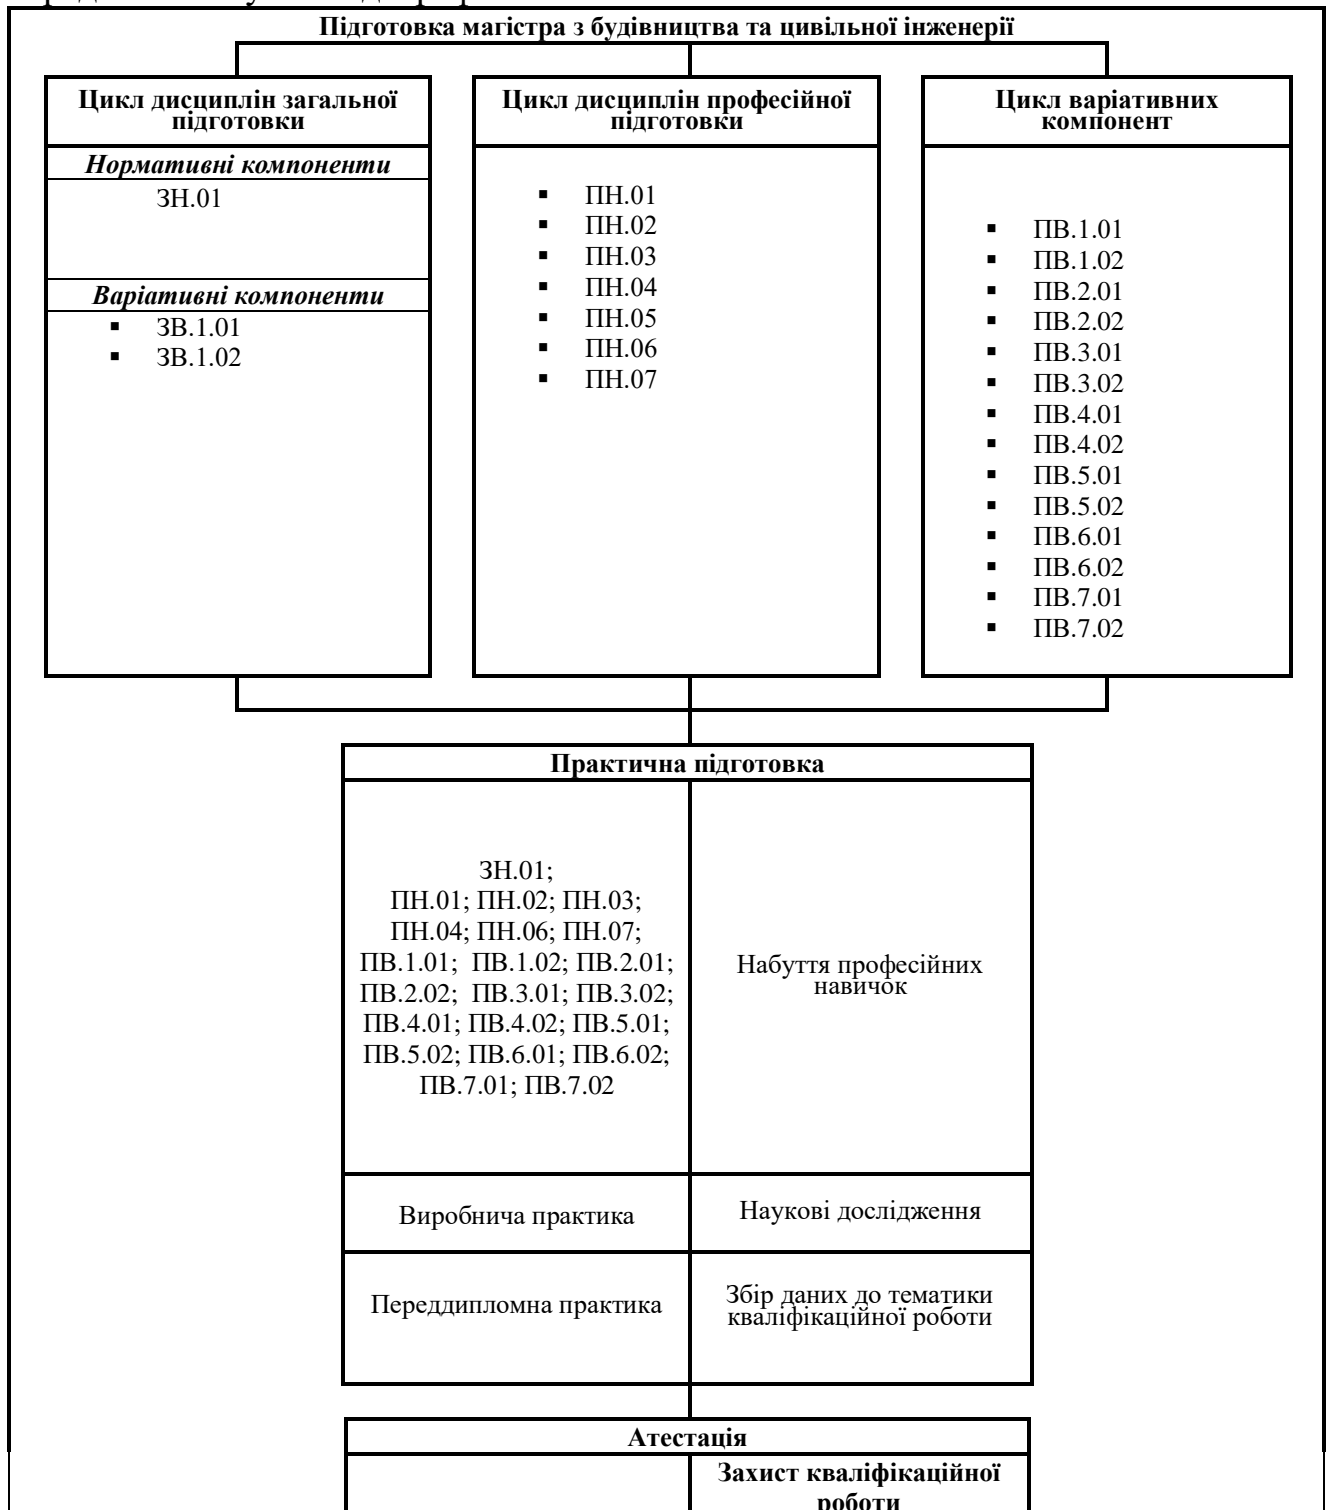 Підготовка магістра з будівництва та цивільної інженерії
Цикл дисциплін загальної
підготовки
Нормативні компоненти
ЗН.01
Варіативні компоненти
▪ ЗВ.1.01
▪ ЗВ.1.02
Цикл дисциплін професійної
підготовки
▪ ПН.01
▪ ПН.02
▪ ПН.03
▪ ПН.04
▪ ПН.05
▪ ПН.06
▪ ПН.07
Цикл варіативних
компонент
▪ ПВ.1.01
▪ ПВ.1.02
▪ ПВ.2.01
▪ ПВ.2.02
▪ ПВ.3.01
▪ ПВ.3.02
▪ ПВ.4.01
▪ ПВ.4.02
▪ ПВ.5.01
▪ ПВ.5.02
▪ ПВ.6.01
▪ ПВ.6.02
▪ ПВ.7.01
▪ ПВ.7.02
Практична підготовка
ЗН.01;
ПН.01; ПН.02; ПН.03;
ПН.04; ПН.06; ПН.07;
ПВ.1.01; ПВ.1.02; ПВ.2.01;
ПВ.2.02; ПВ.3.01; ПВ.3.02;
ПВ.4.01; ПВ.4.02; ПВ.5.01;
ПВ.5.02; ПВ.6.01; ПВ.6.02;
ПВ.7.01; ПВ.7.02
Набуття професійних
навичок
Виробнича практика
Наукові дослідження
Переддипломна практика
Збір даних до тематики
кваліфікаційної роботи
Атестація
Захист кваліфікаційної
роботи